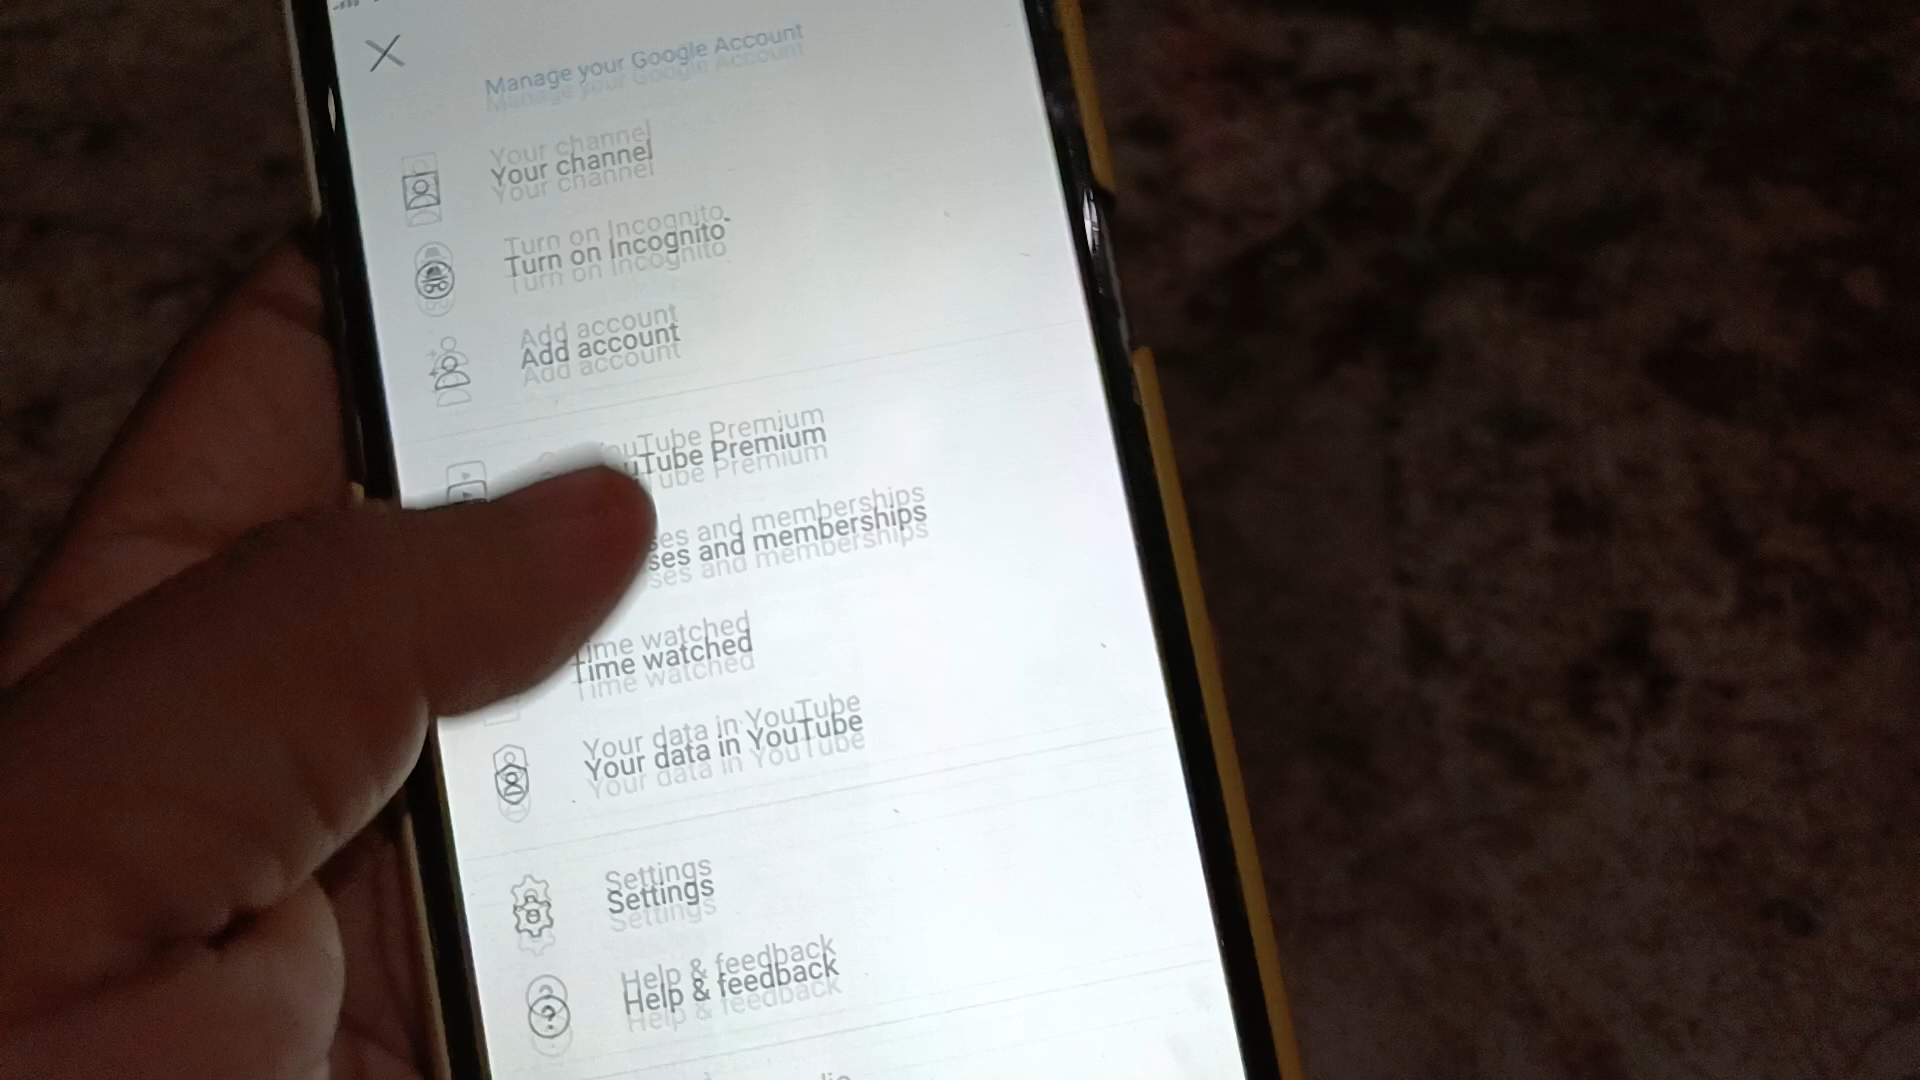 Manage your Google Account
Your channel
Turn on Incognito
Add account
uTube Premium
ses and memberships
Time watched
Your data in YouTube
Settings
Help & feedback